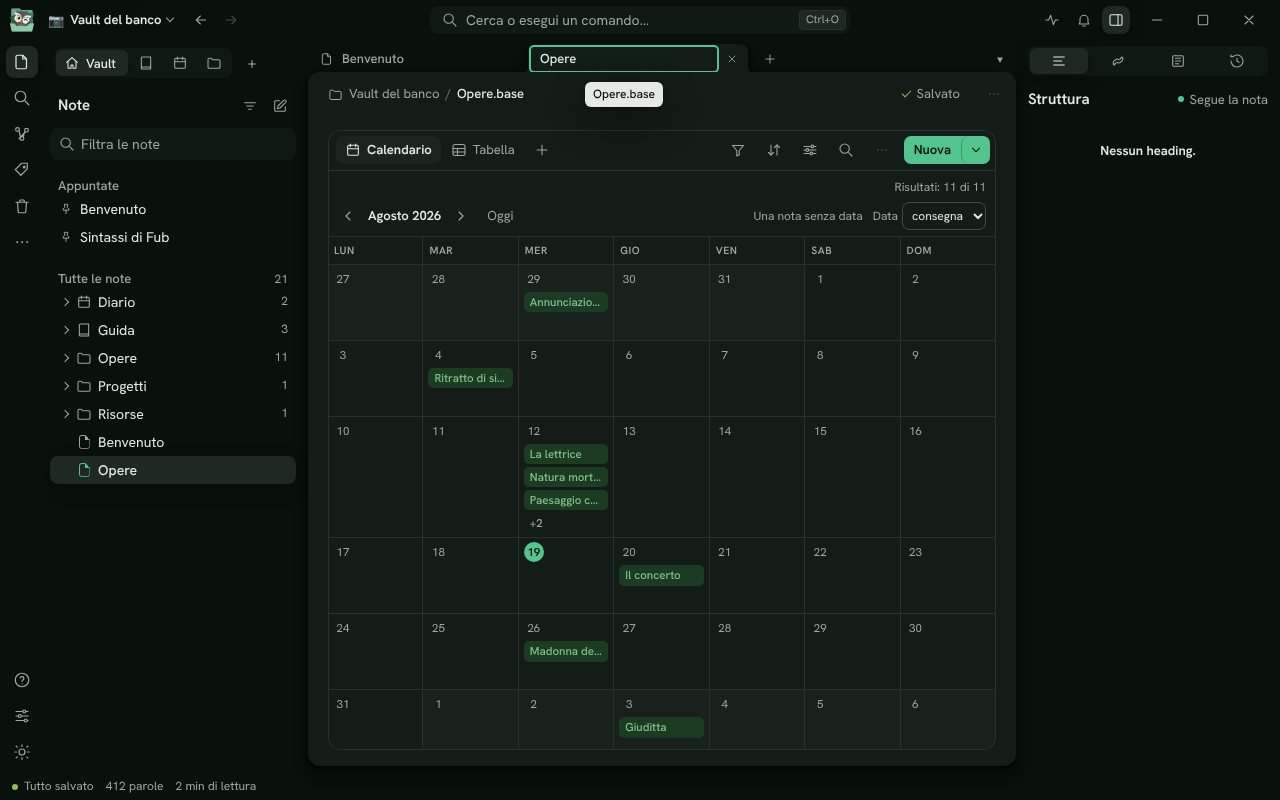 Vault del banco
Cerca o esegui un comando...
Ctrl+O
Vault
Benvenuto
Opere
Note
Vault del banco / Opere.base
Opere.base
Salvato
Struttura
Segue la nota
Filtra le note
Nessun heading.
Calendario
Tabella
Nuova
Appuntate
Benvenuto
Sintassi di Fub
Risultati: 11 di 11
Agosto 2026
Oggi
Una nota senza data
Data
consegna
Tutte le note 21
Diario 2
Guida 3
Opere 11
Progetti 1
Risorse 1
Benvenuto
Opere
LUN MAR MER GIO VEN SAB DOM
27 28 29 30 31 1 2
Annunciazio...
3 4 5 6 7 8 9
Ritratto di si...
10 11 12 13 14 15 16
La lettrice
Natura mort...
Paesaggio c...
+2
17 18 19 20 21 22 23
Il concerto
24 25 26 27 28 29 30
Madonna de...
31 1 2 3 4 5 6
Giuditta
Tutto salvato 412 parole 2 min di lettura